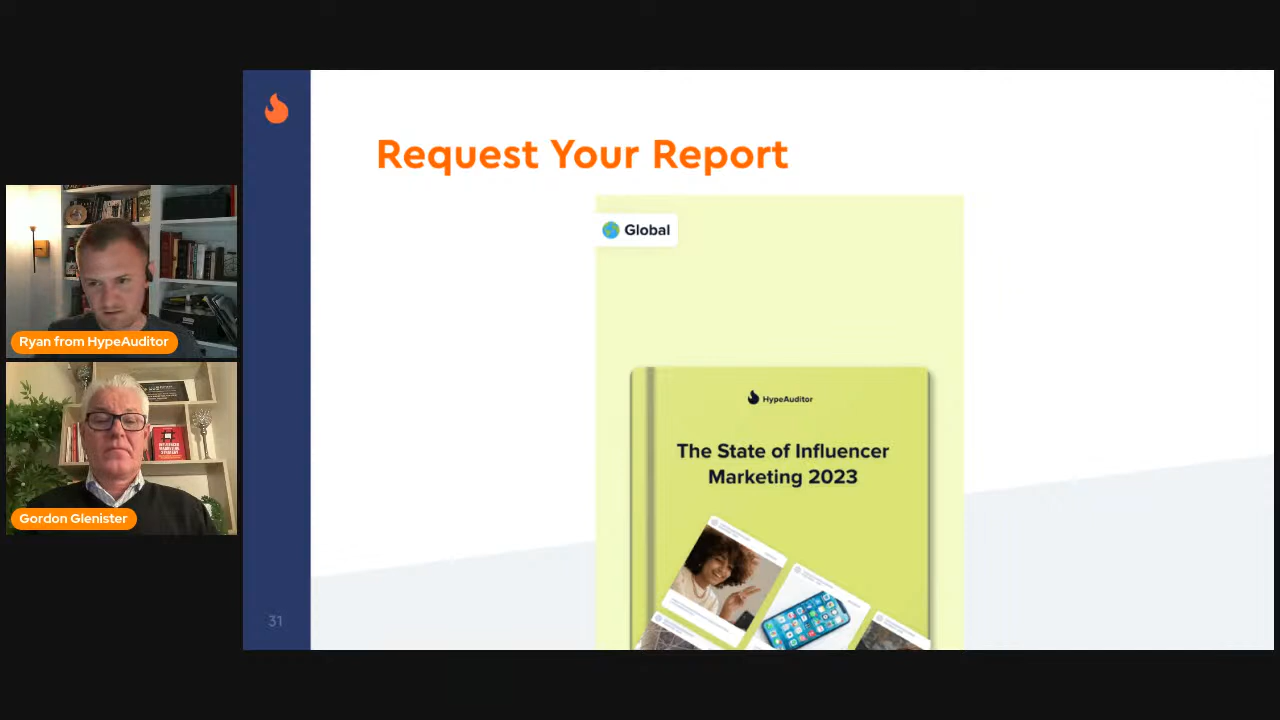 Request Your Report
Global
HypeAuditor
The State of Influencer
Marketing 2023
Ryan from HypeAuditor
Gordon Glenister
31